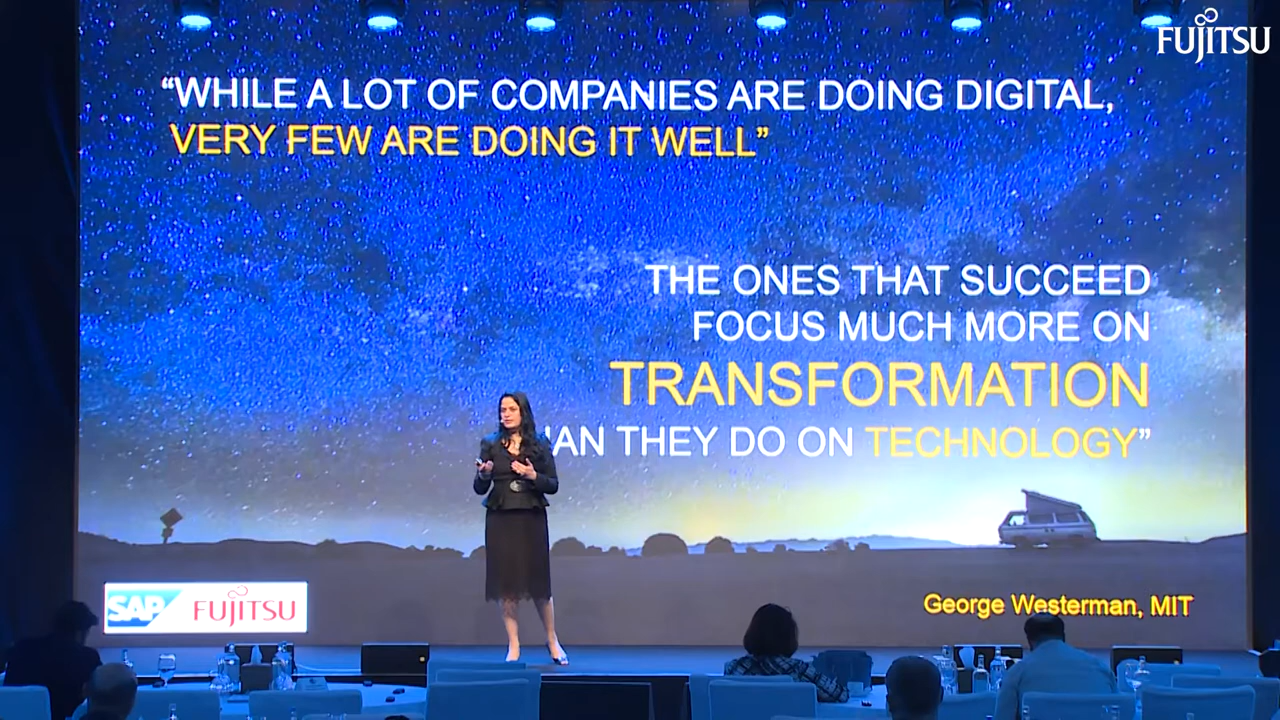 FUJITSU
“WHILE A LOT OF COMPANIES ARE DOING DIGITAL,
VERY FEW ARE DOING IT WELL”
THE ONES THAT SUCCEED
FOCUS MUCH MORE ON
TRANSFORMATION
THEY DO ON TECHNOLOGY”
SAP FUJITSU
George Westerman, MIT